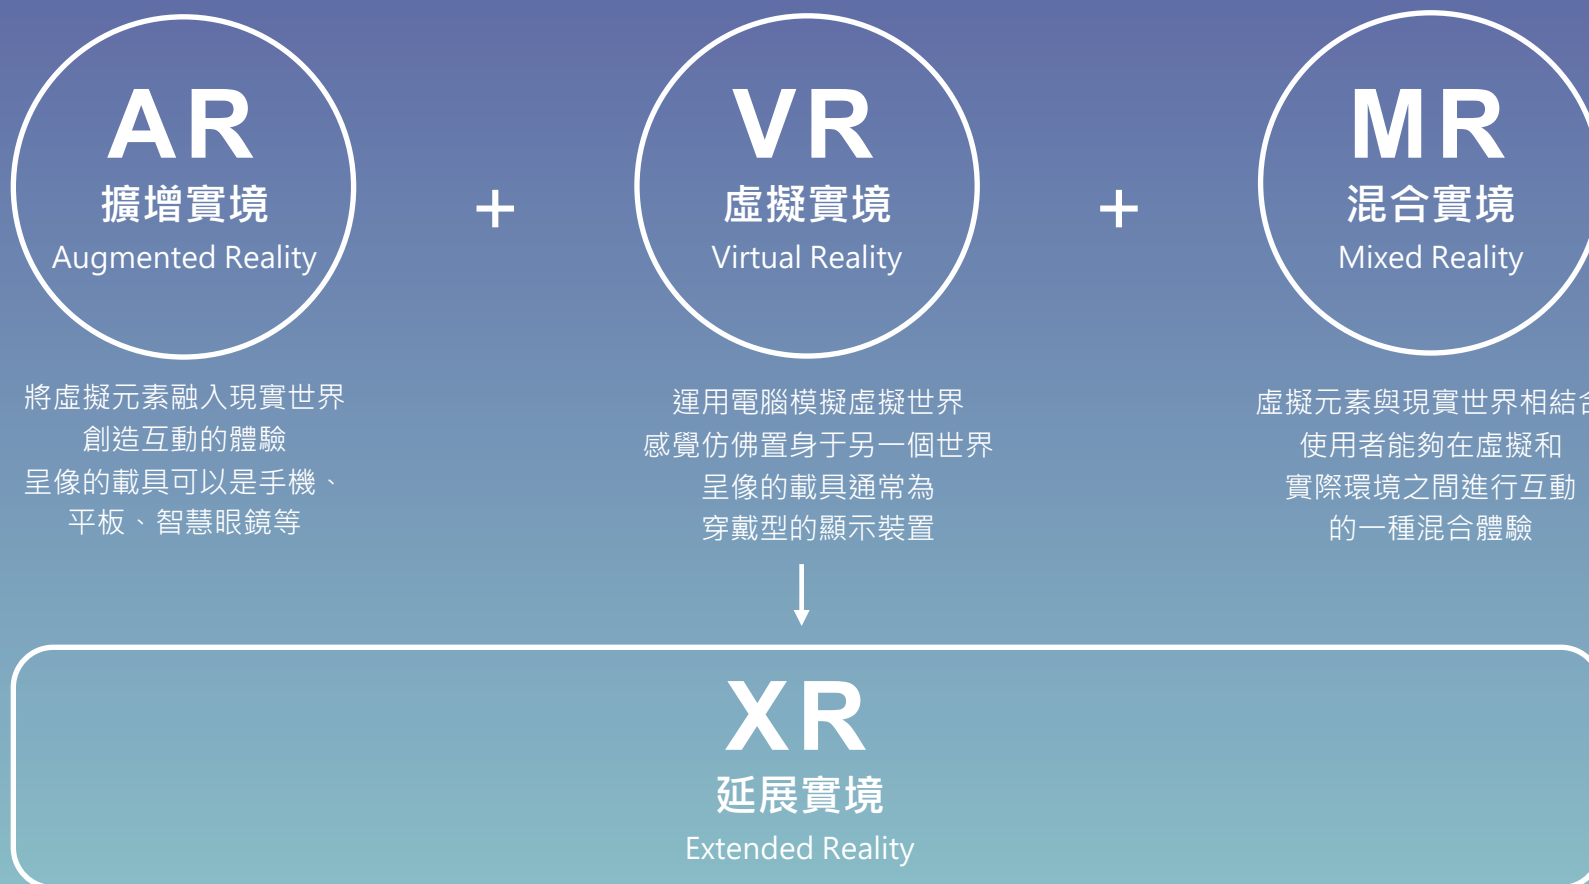 AR
擴增實境
Augmented Reality
將虛擬元素融入現實世界
創造互動的體驗
呈像的載具可以是手機、
平板、智慧眼鏡等
+
VR
虛擬實境
Virtual Reality
運用電腦模擬虛擬世界
感覺仿佛置身于另一個世界
呈像的載具通常為
穿戴型的顯示裝置
+
MR
混合實境
Mixed Reality
虛擬元素與現實世界相結合
使用者能夠在虛擬和
實際環境之間進行互動
的一種混合體驗
XR
延展實境
Extended Reality